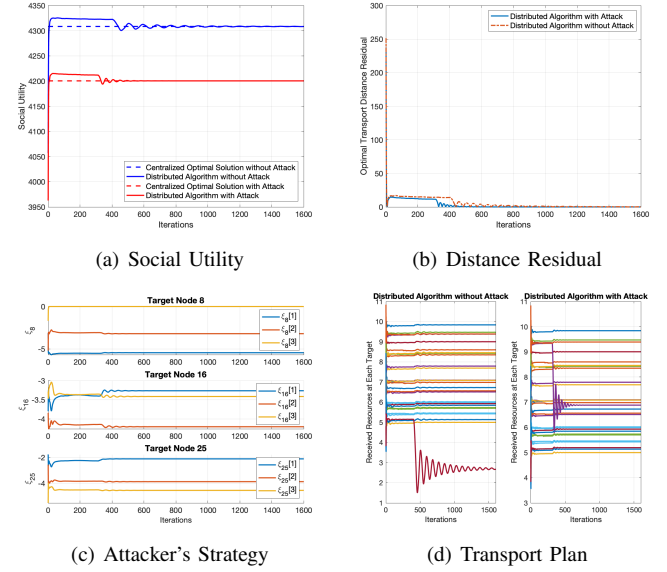 4350
4300
4250
4200
4150
4100
4050
4000
3950
Social Utility
0 200 400 600 800 1000 1200 1400 1600
Iterations
Centralized Optimal Solution without Attack
Distributed Algorithm without Attack
Centralized Optimal Solution with Attack
Distributed Algorithm with Attack
(a) Social Utility
300
250
200
150
100
50
0
Optimal Transport Distance Residual
0 200 400 600 800 1000 1200 1400 1600
Iterations
Distributed Algorithm with Attack
Distributed Algorithm without Attack
(b) Distance Residual
Target Node 8
0
-5
ξ8
ξ8[1]
ξ8[2]
ξ8[3]
0 200 400 600 800 1000 1200 1400 1600
Target Node 16
-3
-3.5
-4
ξ16
ξ16[1]
ξ16[2]
ξ16[3]
0 200 400 600 800 1000 1200 1400 1600
Target Node 25
-2
-4
ξ25
ξ25[1]
ξ25[2]
ξ25[3]
0 200 400 600 800 1000 1200 1400 1600
Iterations
(c) Attacker's Strategy
Distributed Algorithm without Attack
11
10
9
8
7
6
5
4
3
2
1
Received Resources at Each Target
0 500 1000 1500
Iterations
Distributed Algorithm with Attack
11
10
9
8
7
6
5
4
3
Received Resources at Each Target
0 500 1000 1500
Iterations
(d) Transport Plan